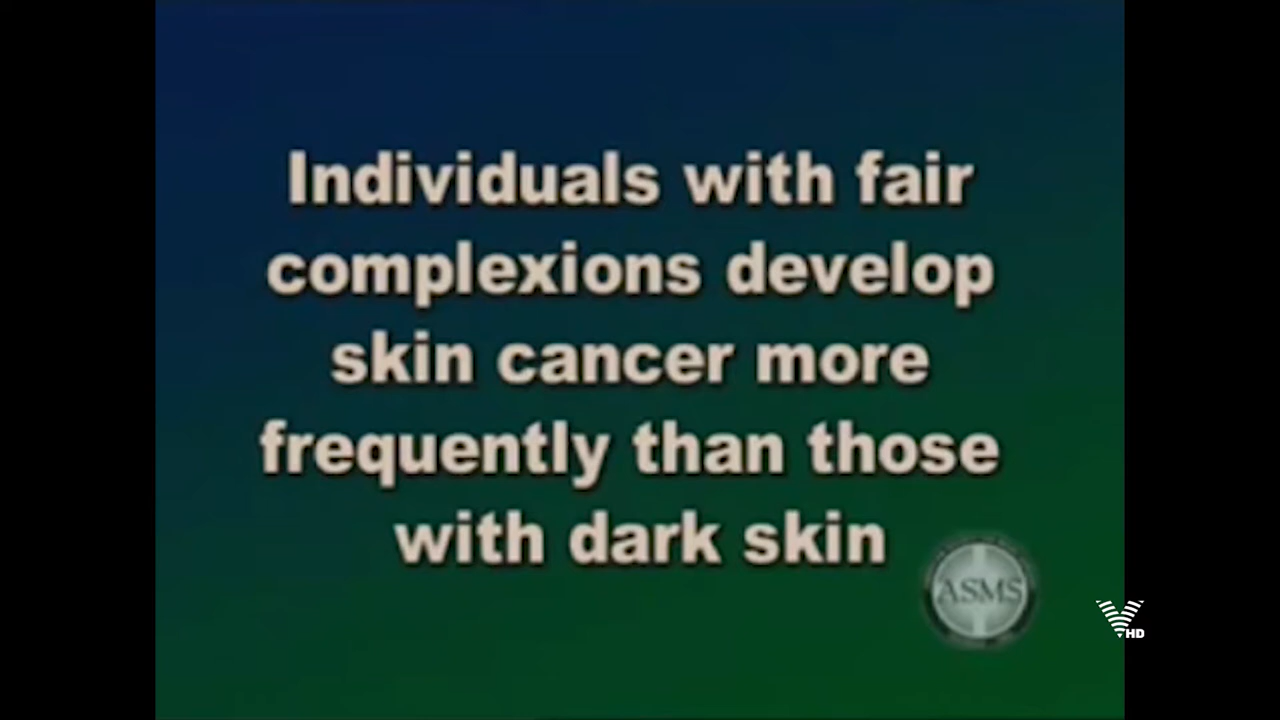 Individuals with fair
complexions develop
skin cancer more
frequently than those
with dark skin
ASMS
HD